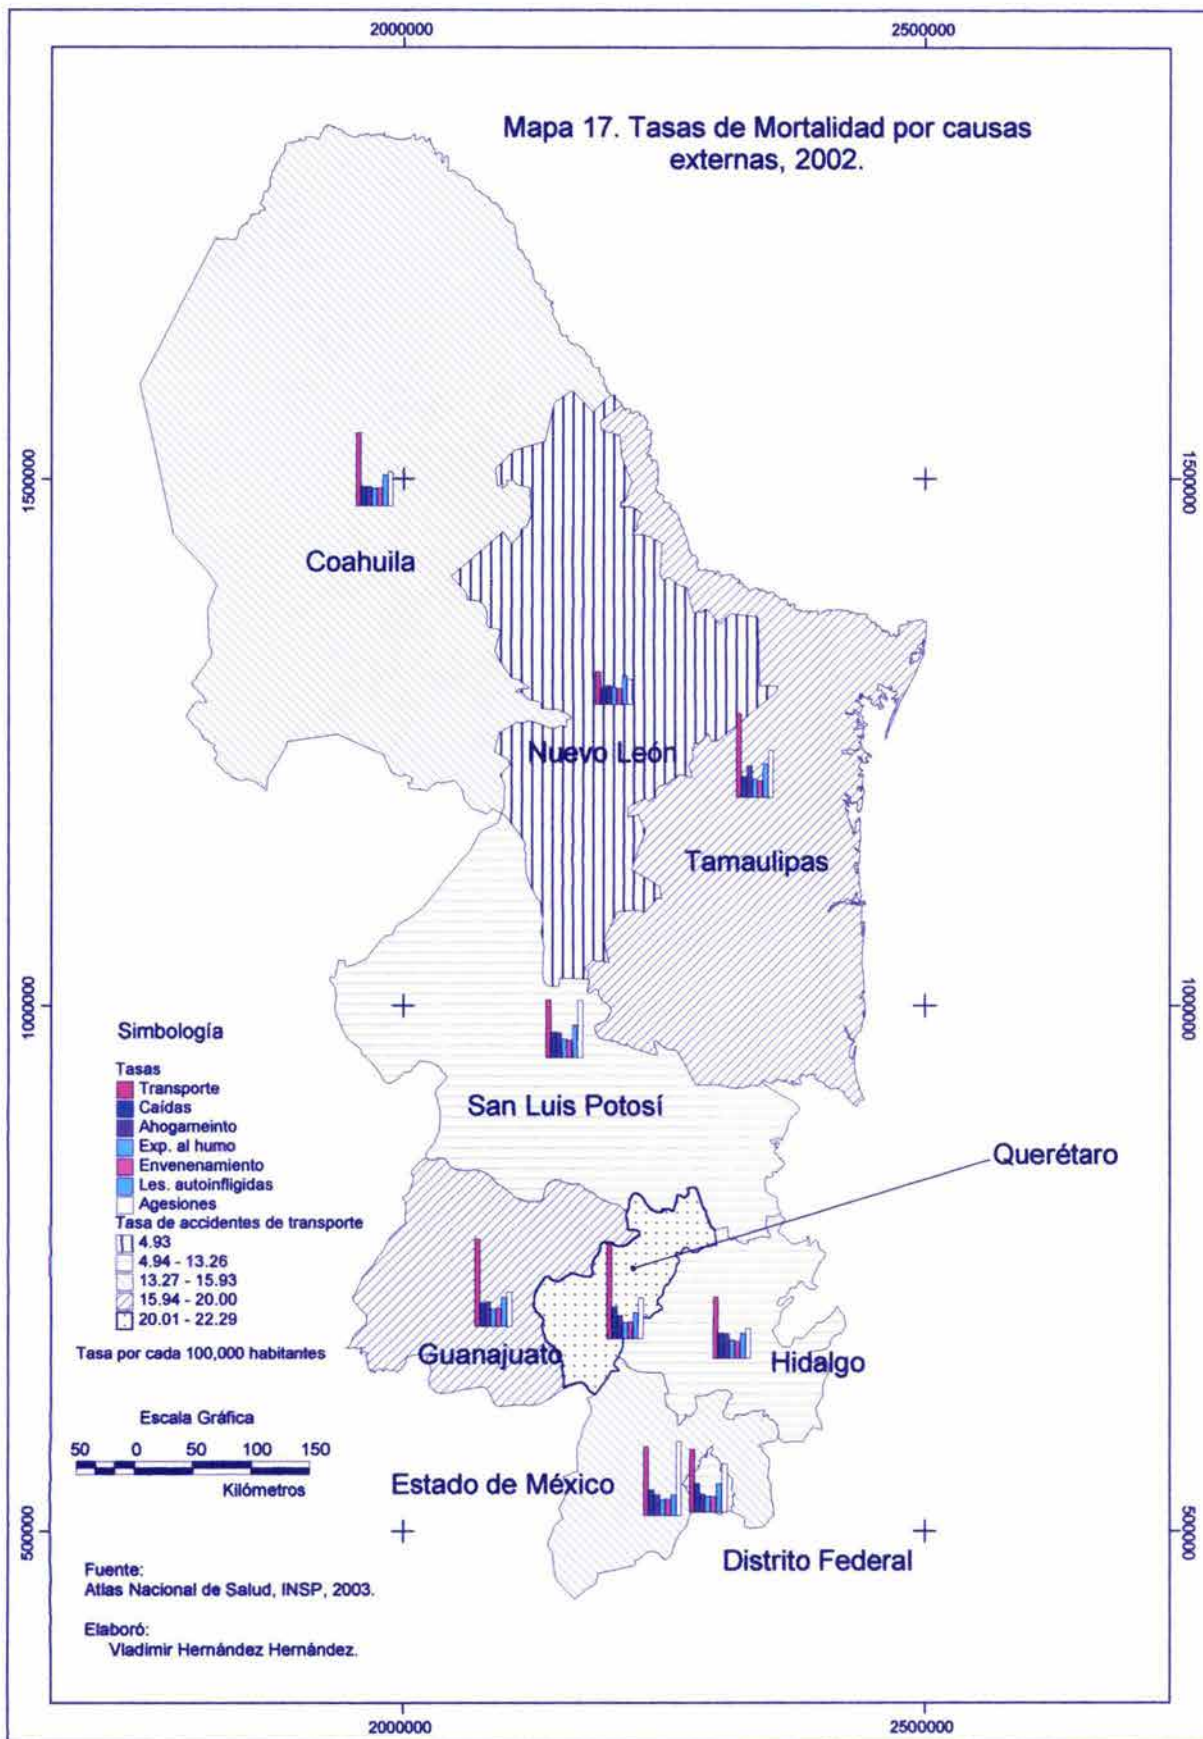 2000000
2500000
Mapa 17. Tasas de Mortalidad por causas
externas, 2002.
1500000
1500000
Coahuila
Nuevo León
Tamaulipas
1000000
1000000
Simbología
Tasas
Transporte
Caídas
Ahogameinto
Exp. al humo
Envenenamiento
Les. autoinfligidas
Agesiones
Tasa de accidentes de transporte
4.93
4.94 - 13.26
13.27 - 15.93
15.94 - 20.00
20.01 - 22.29
Tasa por cada 100,000 habitantes
San Luis Potosí
Querétaro
Guanajuato
Hidalgo
Escala Gráfica
50 0 50 100 150
Kilómetros
Estado de México
Distrito Federal
500000
500000
Fuente:
Atlas Nacional de Salud, INSP, 2003.
Elaboró:
Vladimir Hernández Hernández.
2000000
2500000